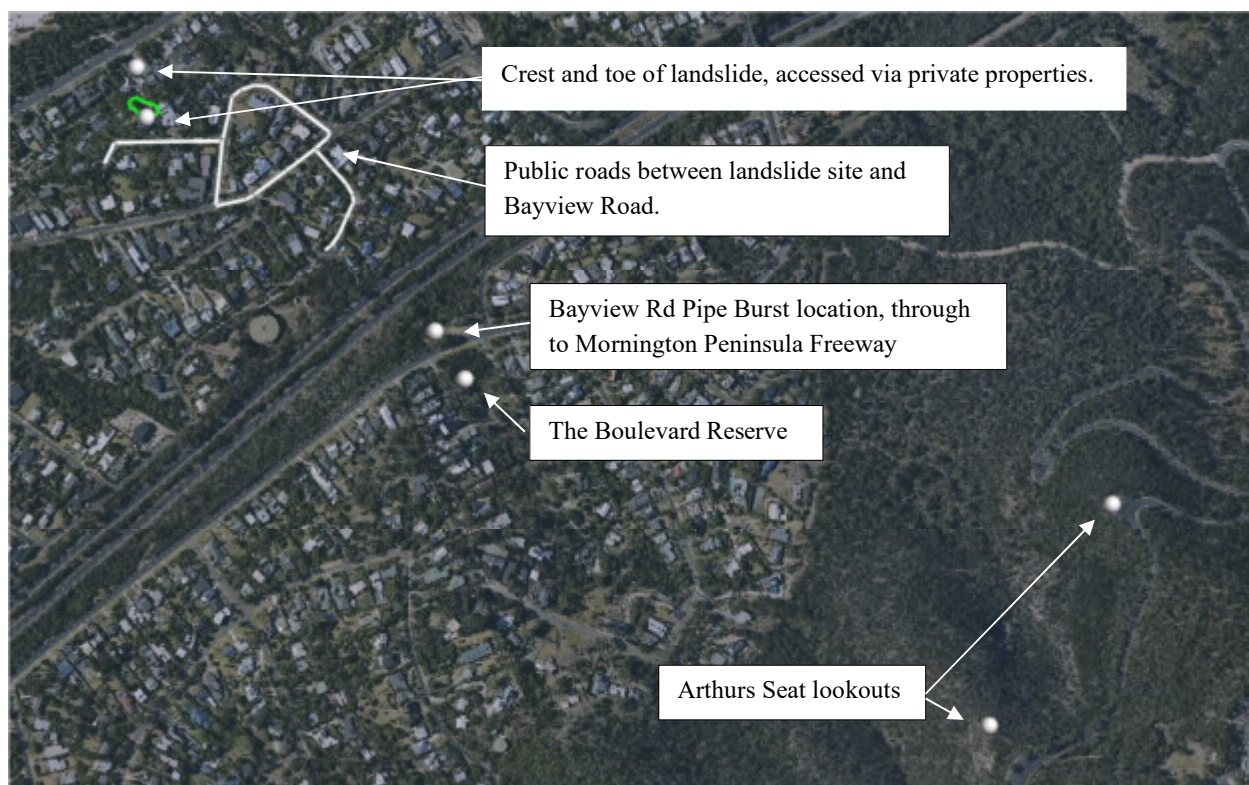 Crest and toe of landslide, accessed via private properties.
Public roads between landslide site and
Bayview Road.
Bayview Rd Pipe Burst location, through
to Mornington Peninsula Freeway
The Boulevard Reserve
Arthurs Seat lookouts